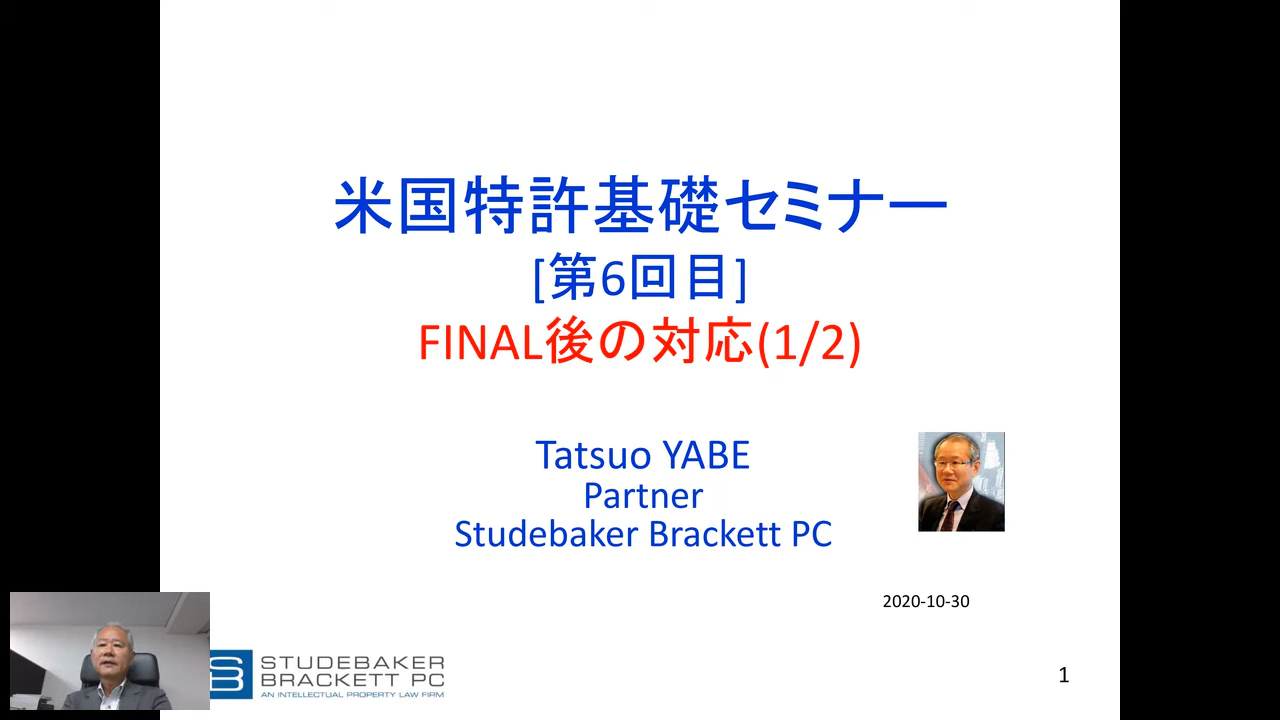 米国特許基礎セミナー
[第6回目]
FINAL後の対応(1/2)
Tatsuo YABE
Partner
Studebaker Brackett PC
2020-10-30
STUDEBAKER
BRACKETT PC
AN INTELLECTUAL PROPERTY LAW FIRM
1